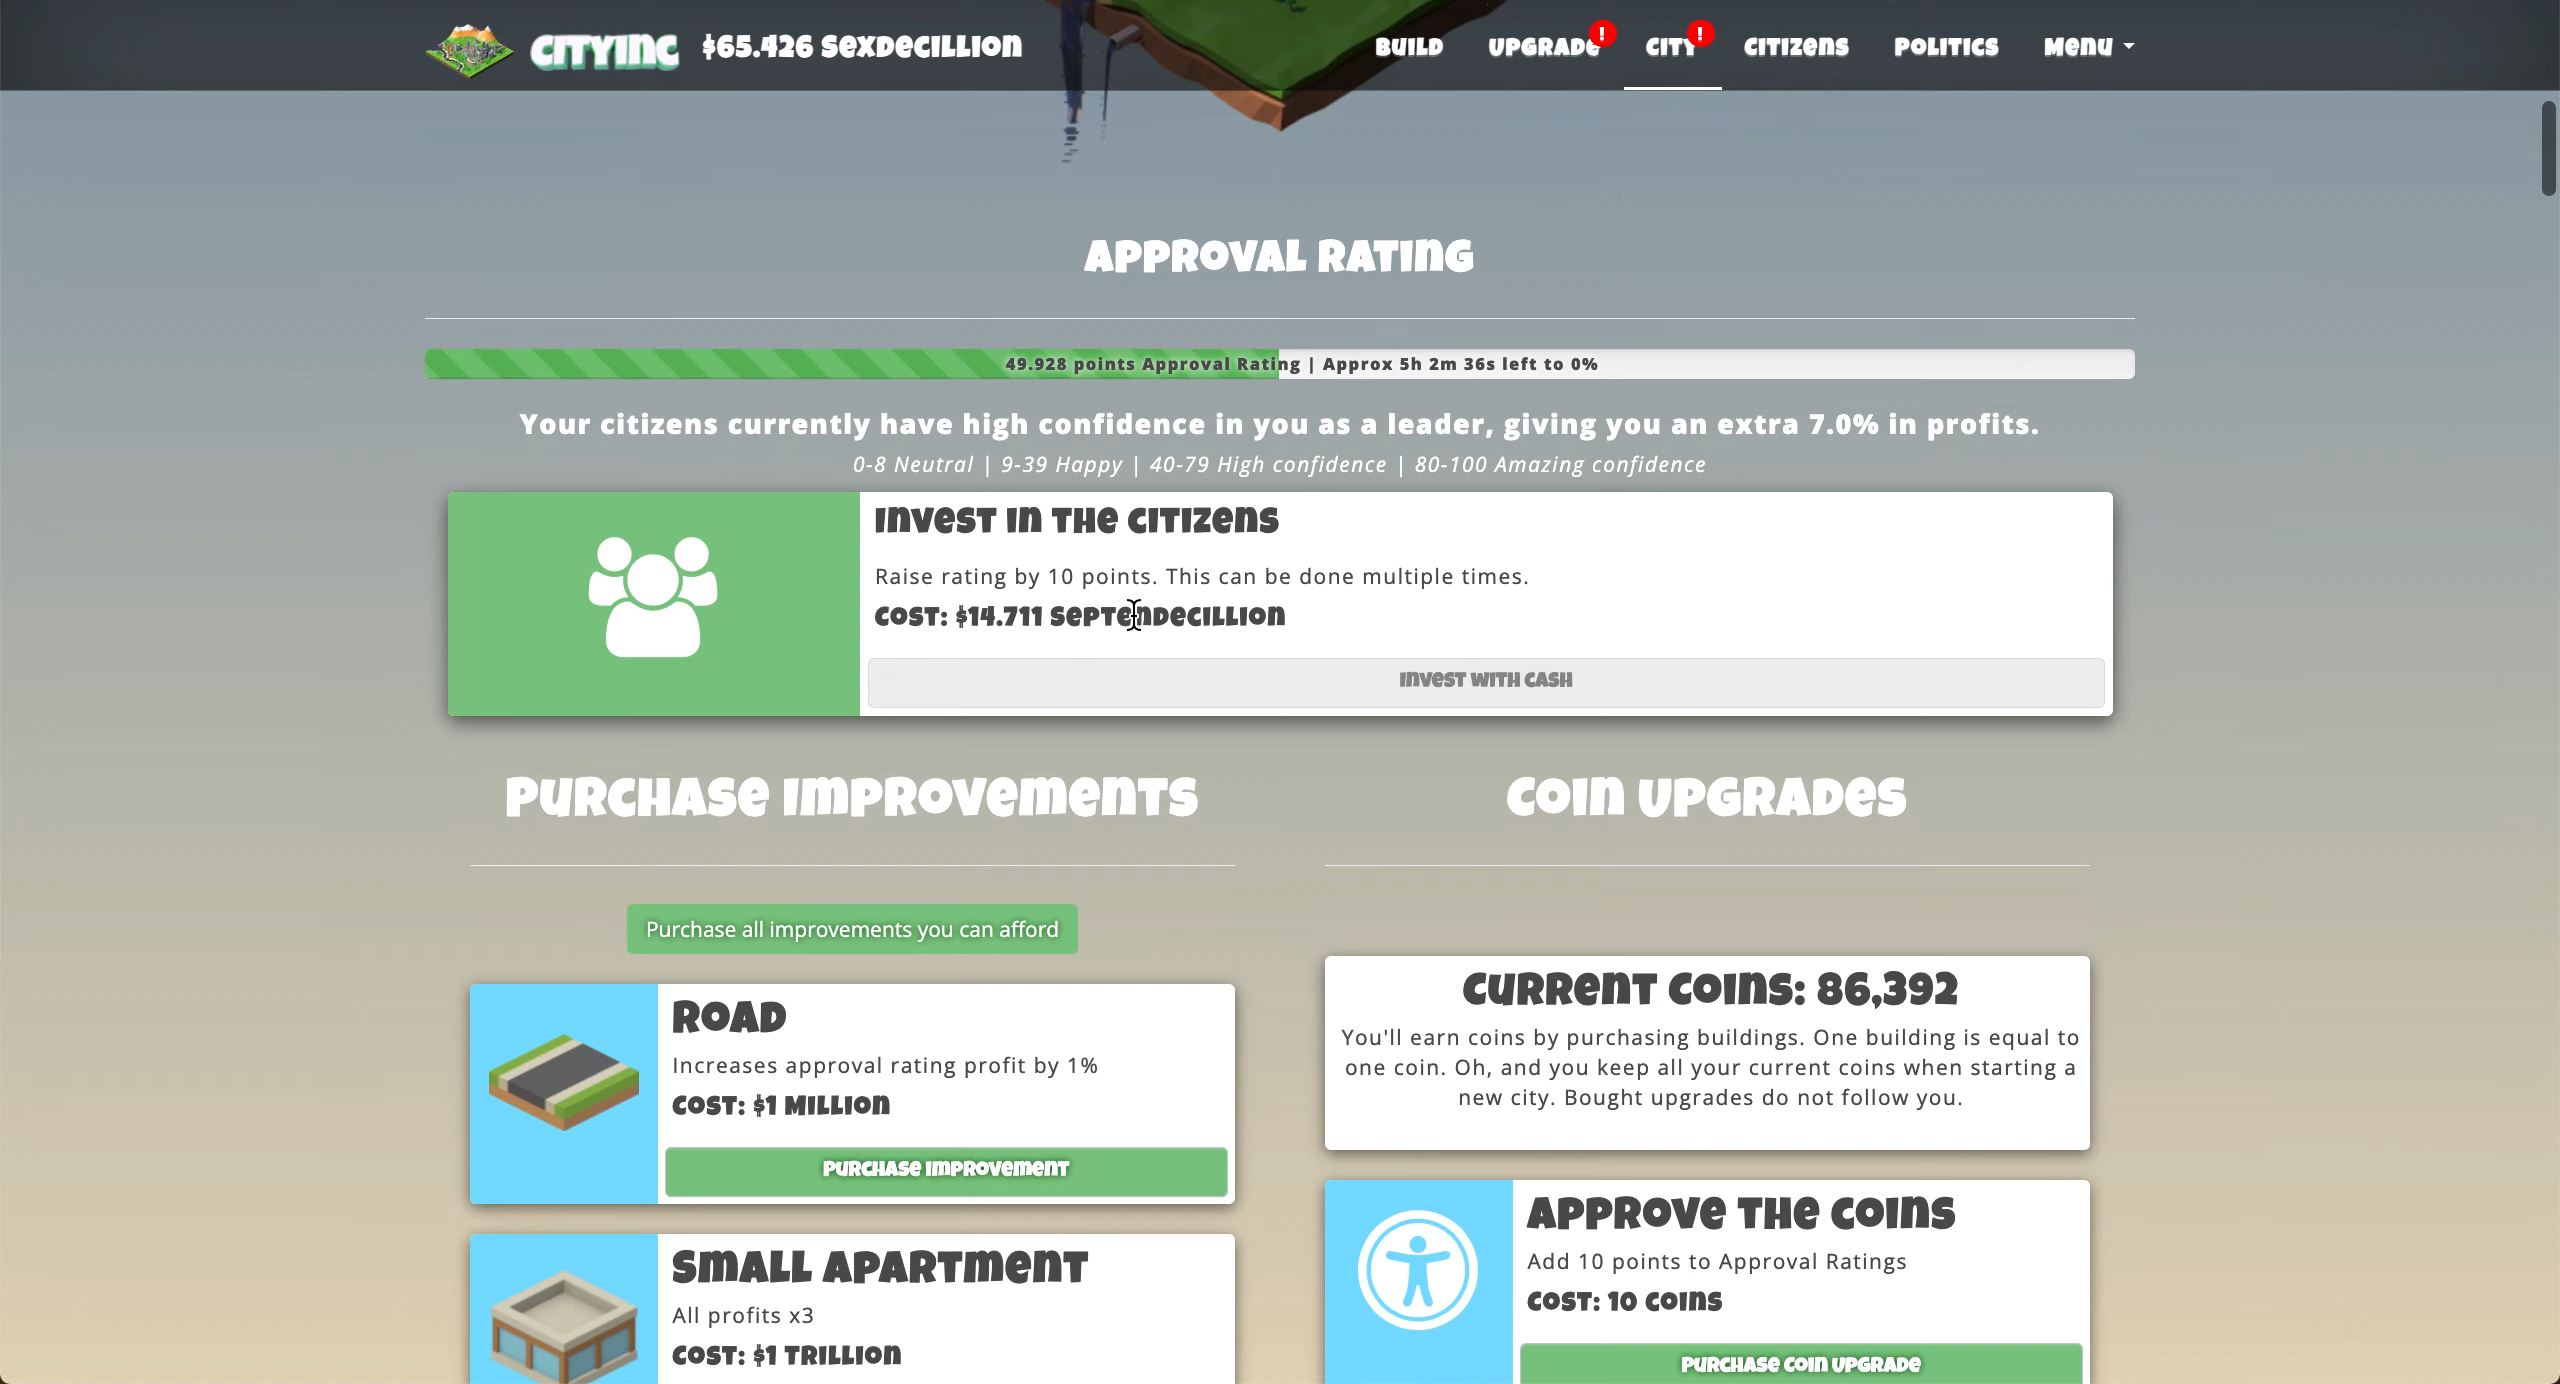 CITYINC
$65.426 Sexdecillion
BUILD
UPGRADE
!
CITY
!
CITIZENS
POLITICS
Menu
APPROVAL RATING
49.928 points Approval Rating | Approx 5h 2m 36s left to 0%
Your citizens currently have high confidence in you as a leader, giving you an extra 7.0% in profits.
0-8 Neutral | 9-39 Happy | 40-79 High confidence | 80-100 Amazing confidence
Invest in the citizens
Raise rating by 10 points. This can be done multiple times.
Cost: $14.711 Septendecillion
Invest with cash
Purchase Improvements
Coin Upgrades
Purchase all improvements you can afford
Road
Increases approval rating profit by 1%
Cost: $1 Million
Purchase improvement
Small Apartment
All profits x3
Cost: $1 Trillion
Current Coins: 86,392
You'll earn coins by purchasing buildings. One building is equal to
one coin. Oh, and you keep all your current coins when starting a
new city. Bought upgrades do not follow you.
Approve the coins
Add 10 points to Approval Ratings
Cost: 10 coins
Purchase coin upgrade